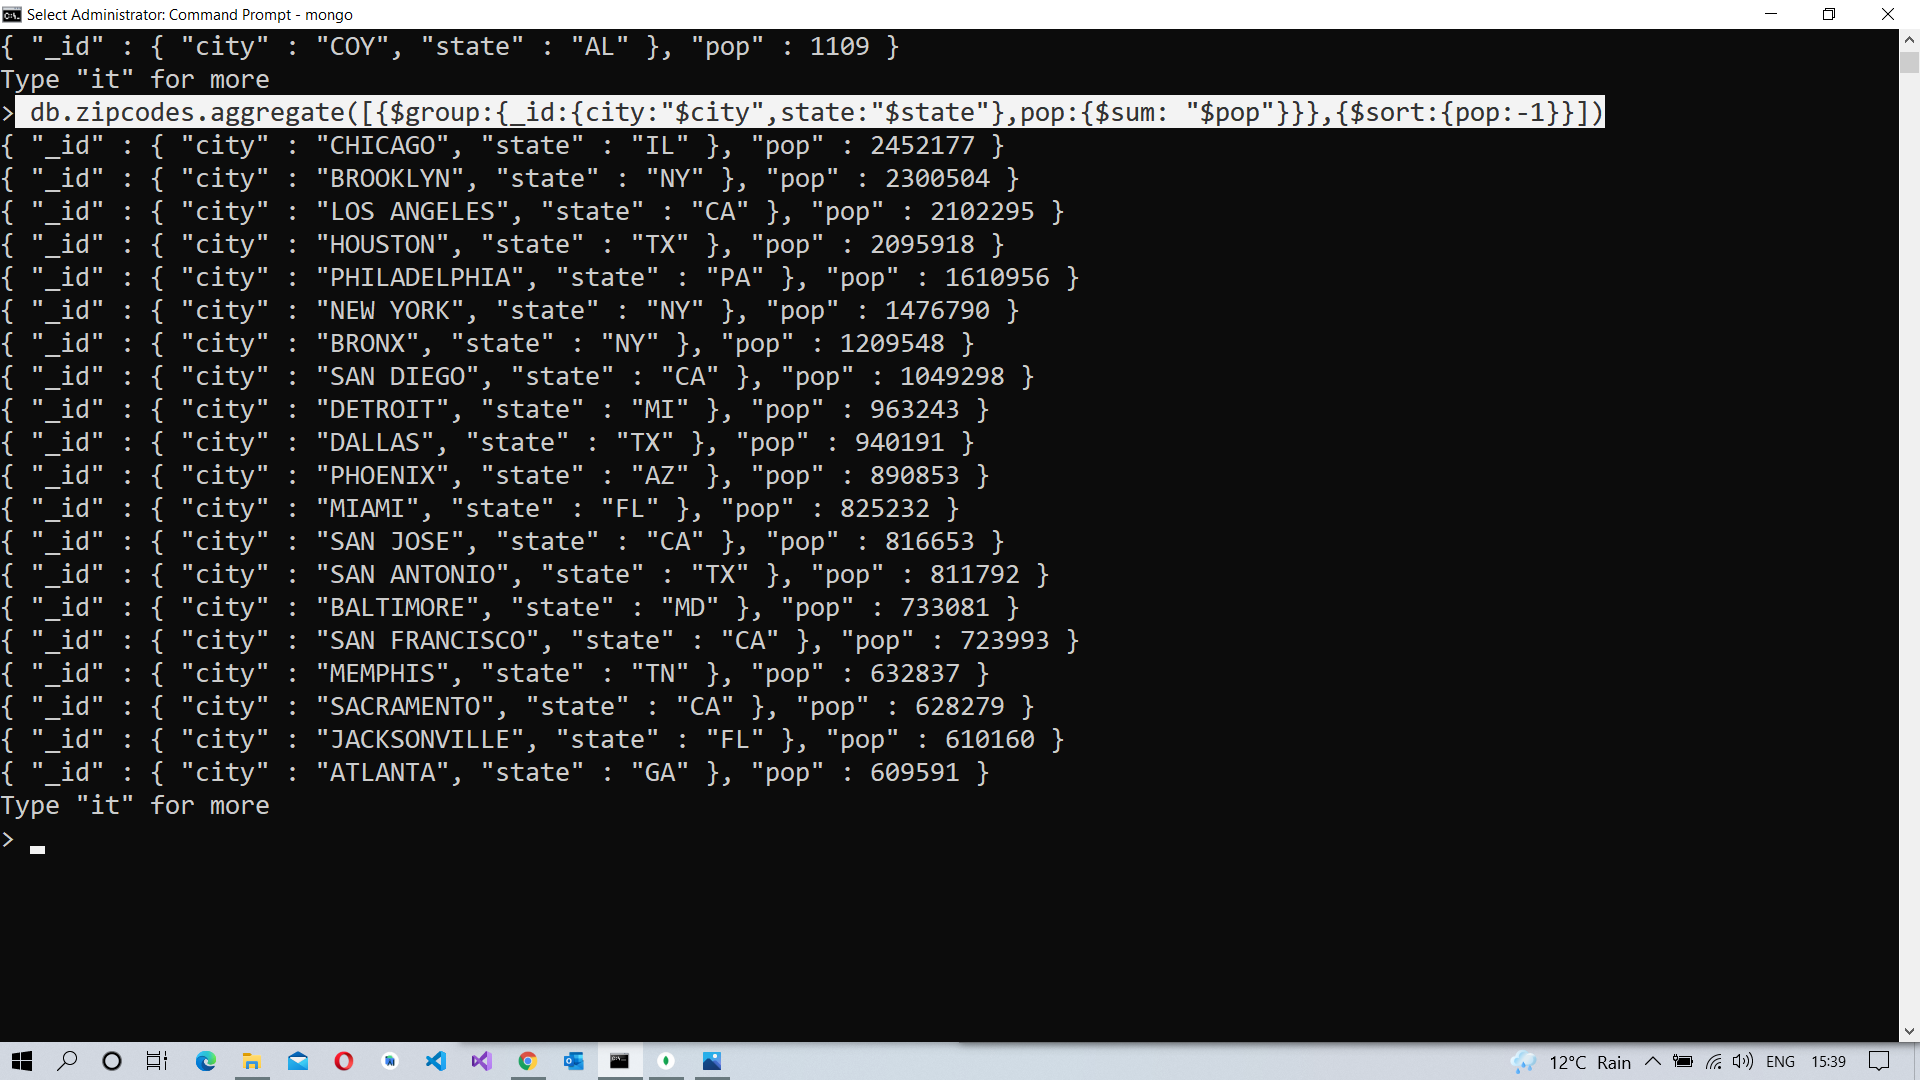 Select Administrator: Command Prompt - mongo
{ "_id" : { "city" : "COY", "state" : "AL" }, "pop" : 1109 }
Type "it" for more
> db.zipcodes.aggregate([{$group:{_id:{city:"$city",state:"$state"},pop:{$sum: "$pop"}}},{$sort:{pop:-1}}])
{ "_id" : { "city" : "CHICAGO", "state" : "IL" }, "pop" : 2452177 }
{ "_id" : { "city" : "BROOKLYN", "state" : "NY" }, "pop" : 2300504 }
{ "_id" : { "city" : "LOS ANGELES", "state" : "CA" }, "pop" : 2102295 }
{ "_id" : { "city" : "HOUSTON", "state" : "TX" }, "pop" : 2095918 }
{ "_id" : { "city" : "PHILADELPHIA", "state" : "PA" }, "pop" : 1610956 }
{ "_id" : { "city" : "NEW YORK", "state" : "NY" }, "pop" : 1476790 }
{ "_id" : { "city" : "BRONX", "state" : "NY" }, "pop" : 1209548 }
{ "_id" : { "city" : "SAN DIEGO", "state" : "CA" }, "pop" : 1049298 }
{ "_id" : { "city" : "DETROIT", "state" : "MI" }, "pop" : 963243 }
{ "_id" : { "city" : "DALLAS", "state" : "TX" }, "pop" : 940191 }
{ "_id" : { "city" : "PHOENIX", "state" : "AZ" }, "pop" : 890853 }
{ "_id" : { "city" : "MIAMI", "state" : "FL" }, "pop" : 825232 }
{ "_id" : { "city" : "SAN JOSE", "state" : "CA" }, "pop" : 816653 }
{ "_id" : { "city" : "SAN ANTONIO", "state" : "TX" }, "pop" : 811792 }
{ "_id" : { "city" : "BALTIMORE", "state" : "MD" }, "pop" : 733081 }
{ "_id" : { "city" : "SAN FRANCISCO", "state" : "CA" }, "pop" : 723993 }
{ "_id" : { "city" : "MEMPHIS", "state" : "TN" }, "pop" : 632837 }
{ "_id" : { "city" : "SACRAMENTO", "state" : "CA" }, "pop" : 628279 }
{ "_id" : { "city" : "JACKSONVILLE", "state" : "FL" }, "pop" : 610160 }
{ "_id" : { "city" : "ATLANTA", "state" : "GA" }, "pop" : 609591 }
Type "it" for more
>
12°C Rain ENG 15:39